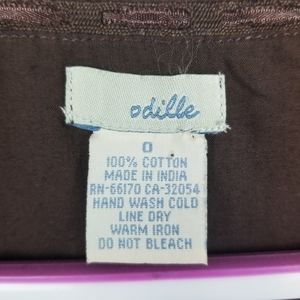 odille
0
100% COTTON
MADE IN INDIA
RN-66170 CA-32054
HAND WASH COLD
LINE DRY
WARM IRON
DO NOT BLEACH